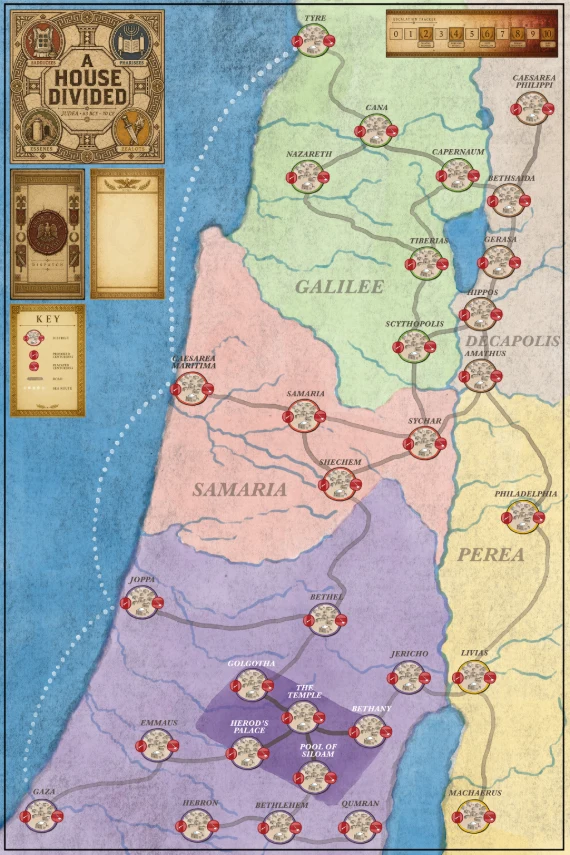 TYRE
ESCALATION TRACKER
0 1 2 3 4 5 6 7 8 9 10
SADDUCEES
PHARISEES
A
HOUSE
DIVIDED
JUDEA
ESSENES
ZEALOTS
CAESAREA
PHILIPPI
CANA
NAZARETH
CAPERNAUM
BETHSAIDA
DISPATCH
TIBERIAS
GERASA
GALILEE
HIPPOS
KEY
SCYTHOPOLIS
DECAPOLIS
AMATHUS
CAESAREA
MARITIMA
SAMARIA
SYCHAR
SHECHEM
SAMARIA
PHILADELPHIA
PEREA
JOPPA
BETHEL
JERICHO
LIVIAS
GOLGOTHA
THE
TEMPLE
BETHANY
EMMAUS
HEROD'S
PALACE
POOL OF
SILOAM
GAZA
HEBRON
BETHLEHEM
QUMRAN
MACHAERUS